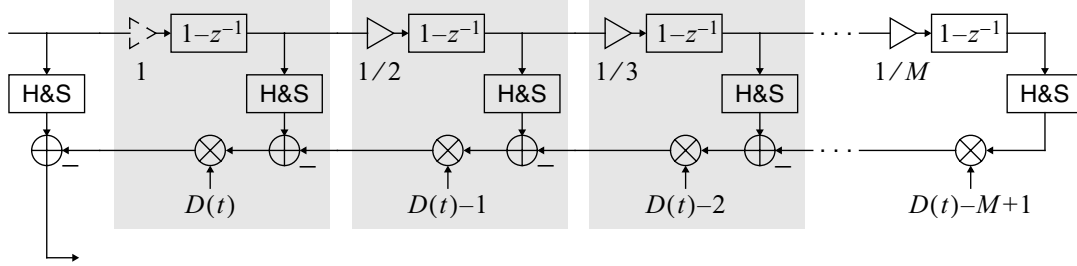 1–z⁻¹ 1–z⁻¹ 1–z⁻¹ · · · 1–z⁻¹
1 1/2 1/3 1/M
H&S H&S H&S H&S H&S
– – – – · · ·
D(t) D(t)–1 D(t)–2 D(t)–M+1